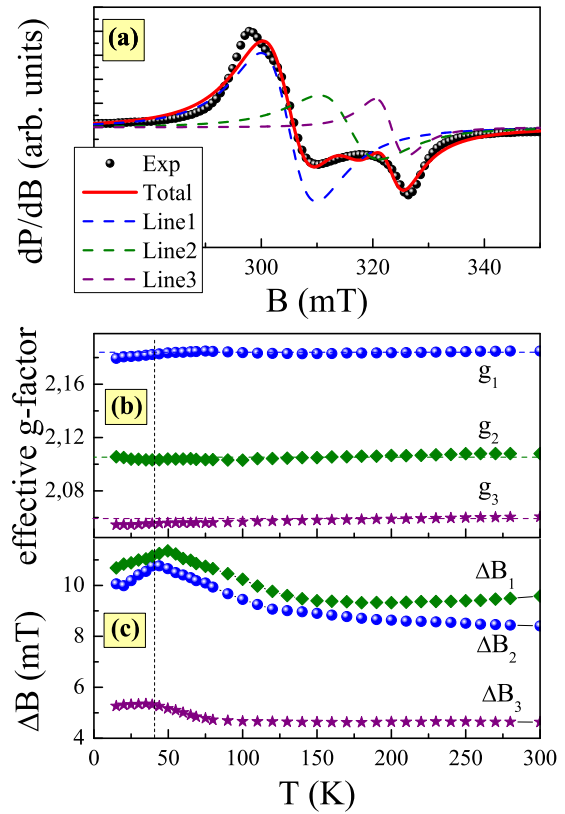 (a)
dP/dB (arb. units)
Exp
Total
Line1
Line2
Line3
300 320 340
B (mT)
effective g-factor
2,16
2,12
2,08
(b)
g1
g2
g3
ΔB (mT)
10
8
6
4
(c)
ΔB1
ΔB2
ΔB3
0 50 100 150 200 250 300
T (K)